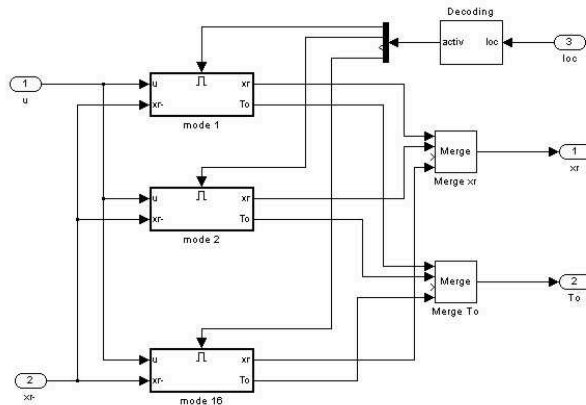 Decoding
activ loc
3
loc
1
u
u xr
xr- To
mode 1
Merge
Merge xr
1
xr
u xr
xr- To
mode 2
Merge
Merge To
2
To
u xr
xr- To
mode 16
2
xr-